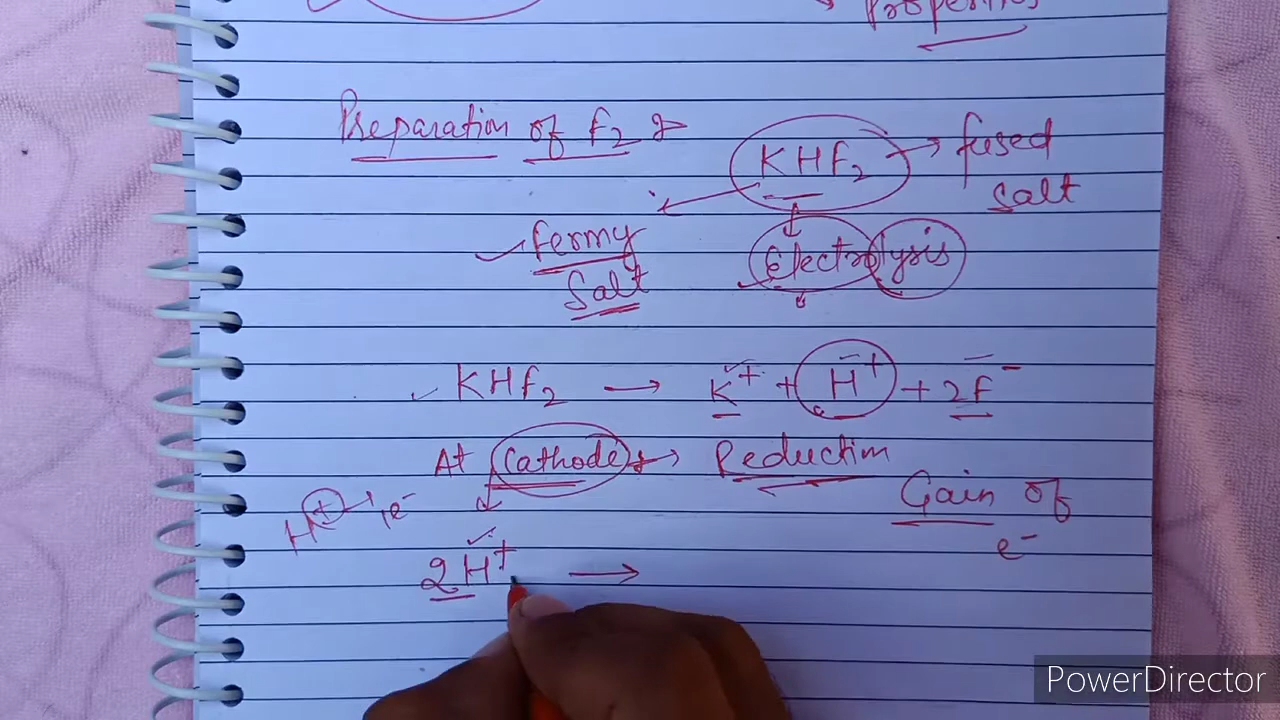 Properties
Preparation of F2
KHF2 → fused
Salt
fermy
Salt
Electrolysis
KHF2 → K+ + H+ + 2F-
At Cathode → Reduction
Gain of
e-
H+ → 1e-
2H+ →
PowerDirector